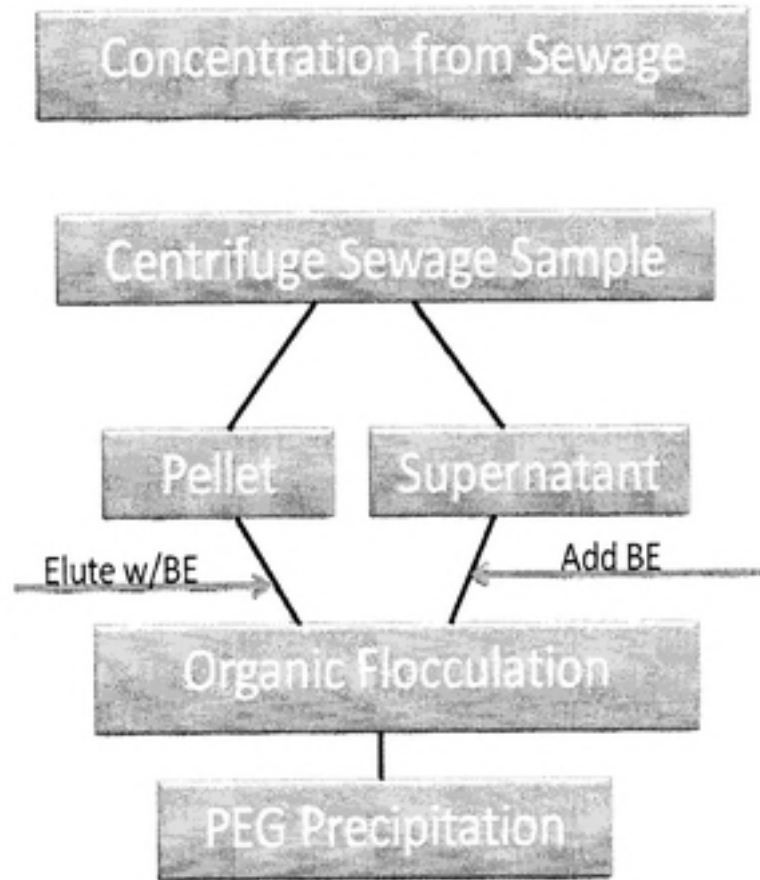 Concentration from Sewage
Centrifuge Sewage Sample
Pellet
Supernatant
Elute w/BE
Add BE
Organic Flocculation
PEG Precipitation